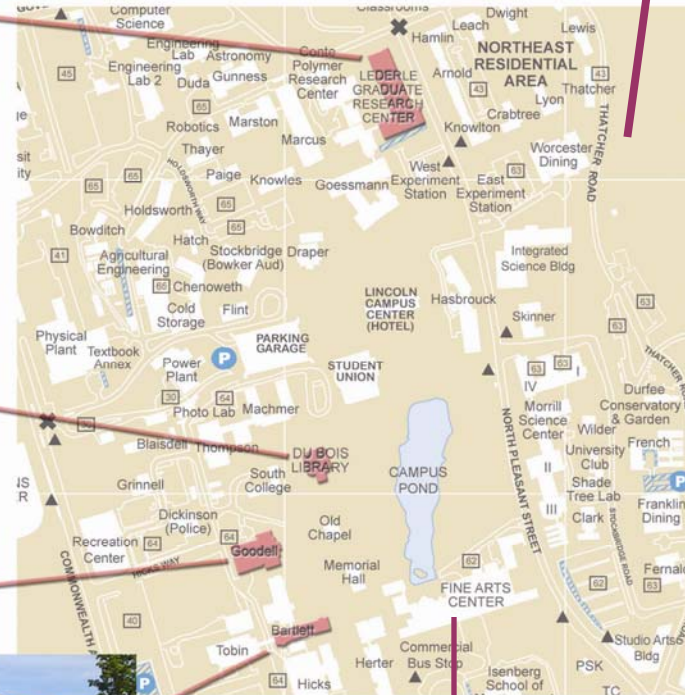 Computer
Science
Classrooms
Dwight
Leach
Lewis
Hamlin
Engineering
Lab
Astronomy
Conte
Polymer
Research
Center
NORTHEAST
RESIDENTIAL
AREA
45
Engineering
Lab 2
Duda
Gunness
LEDERLE
GRADUATE
RESEARCH
CENTER
Arnold
43
43
Thatcher
Lyon
Crabtree
65
Robotics
Marston
Marcus
Knowlton
THATCHER ROAD
Thayer
Worcester
Dining
HOLDSWORTH WAY
Paige
Knowles
Goessmann
West
Experiment
Station
63
East
Experiment
Station
65
65
Holdsworth
65
65
Bowditch
Hatch
Stockbridge
(Bowker Aud)
Draper
41
Agricultural
Engineering
Integrated
Science Bldg
66
Chenoweth
LINCOLN
CAMPUS
CENTER
(HOTEL)
Hasbrouck
63
Cold
Storage
Flint
Skinner
63
Physical
Plant
Textbook
Annex
PARKING
GARAGE
P
Power
Plant
STUDENT
UNION
63
63
IV
I
30
64
Photo Lab
Machmer
Morrill
Science
Center
Durfee
Conservatory
& Garden
Wilder
French
Blaisdell
Thompson
DU BOIS
LIBRARY
CAMPUS
POND
NORTH PLEASANT STREET
University
Club
II
South
College
Grinnell
Shade
Tree Lab
P
III
Clark
Franklin
Dining
STOCKBRIDGE ROAD
Dickinson
(Police)
64
Old
Chapel
Recreation
Center
64
Goodell
HICKS WAY
Memorial
Hall
62
FINE ARTS
CENTER
62
63
COMMONWEALTH
40
Bartlett
Tobin
Herter
Commercial
Bus Stop
Studio Arts
Bldg
P
64
Hicks
Isenberg
School of
PSK